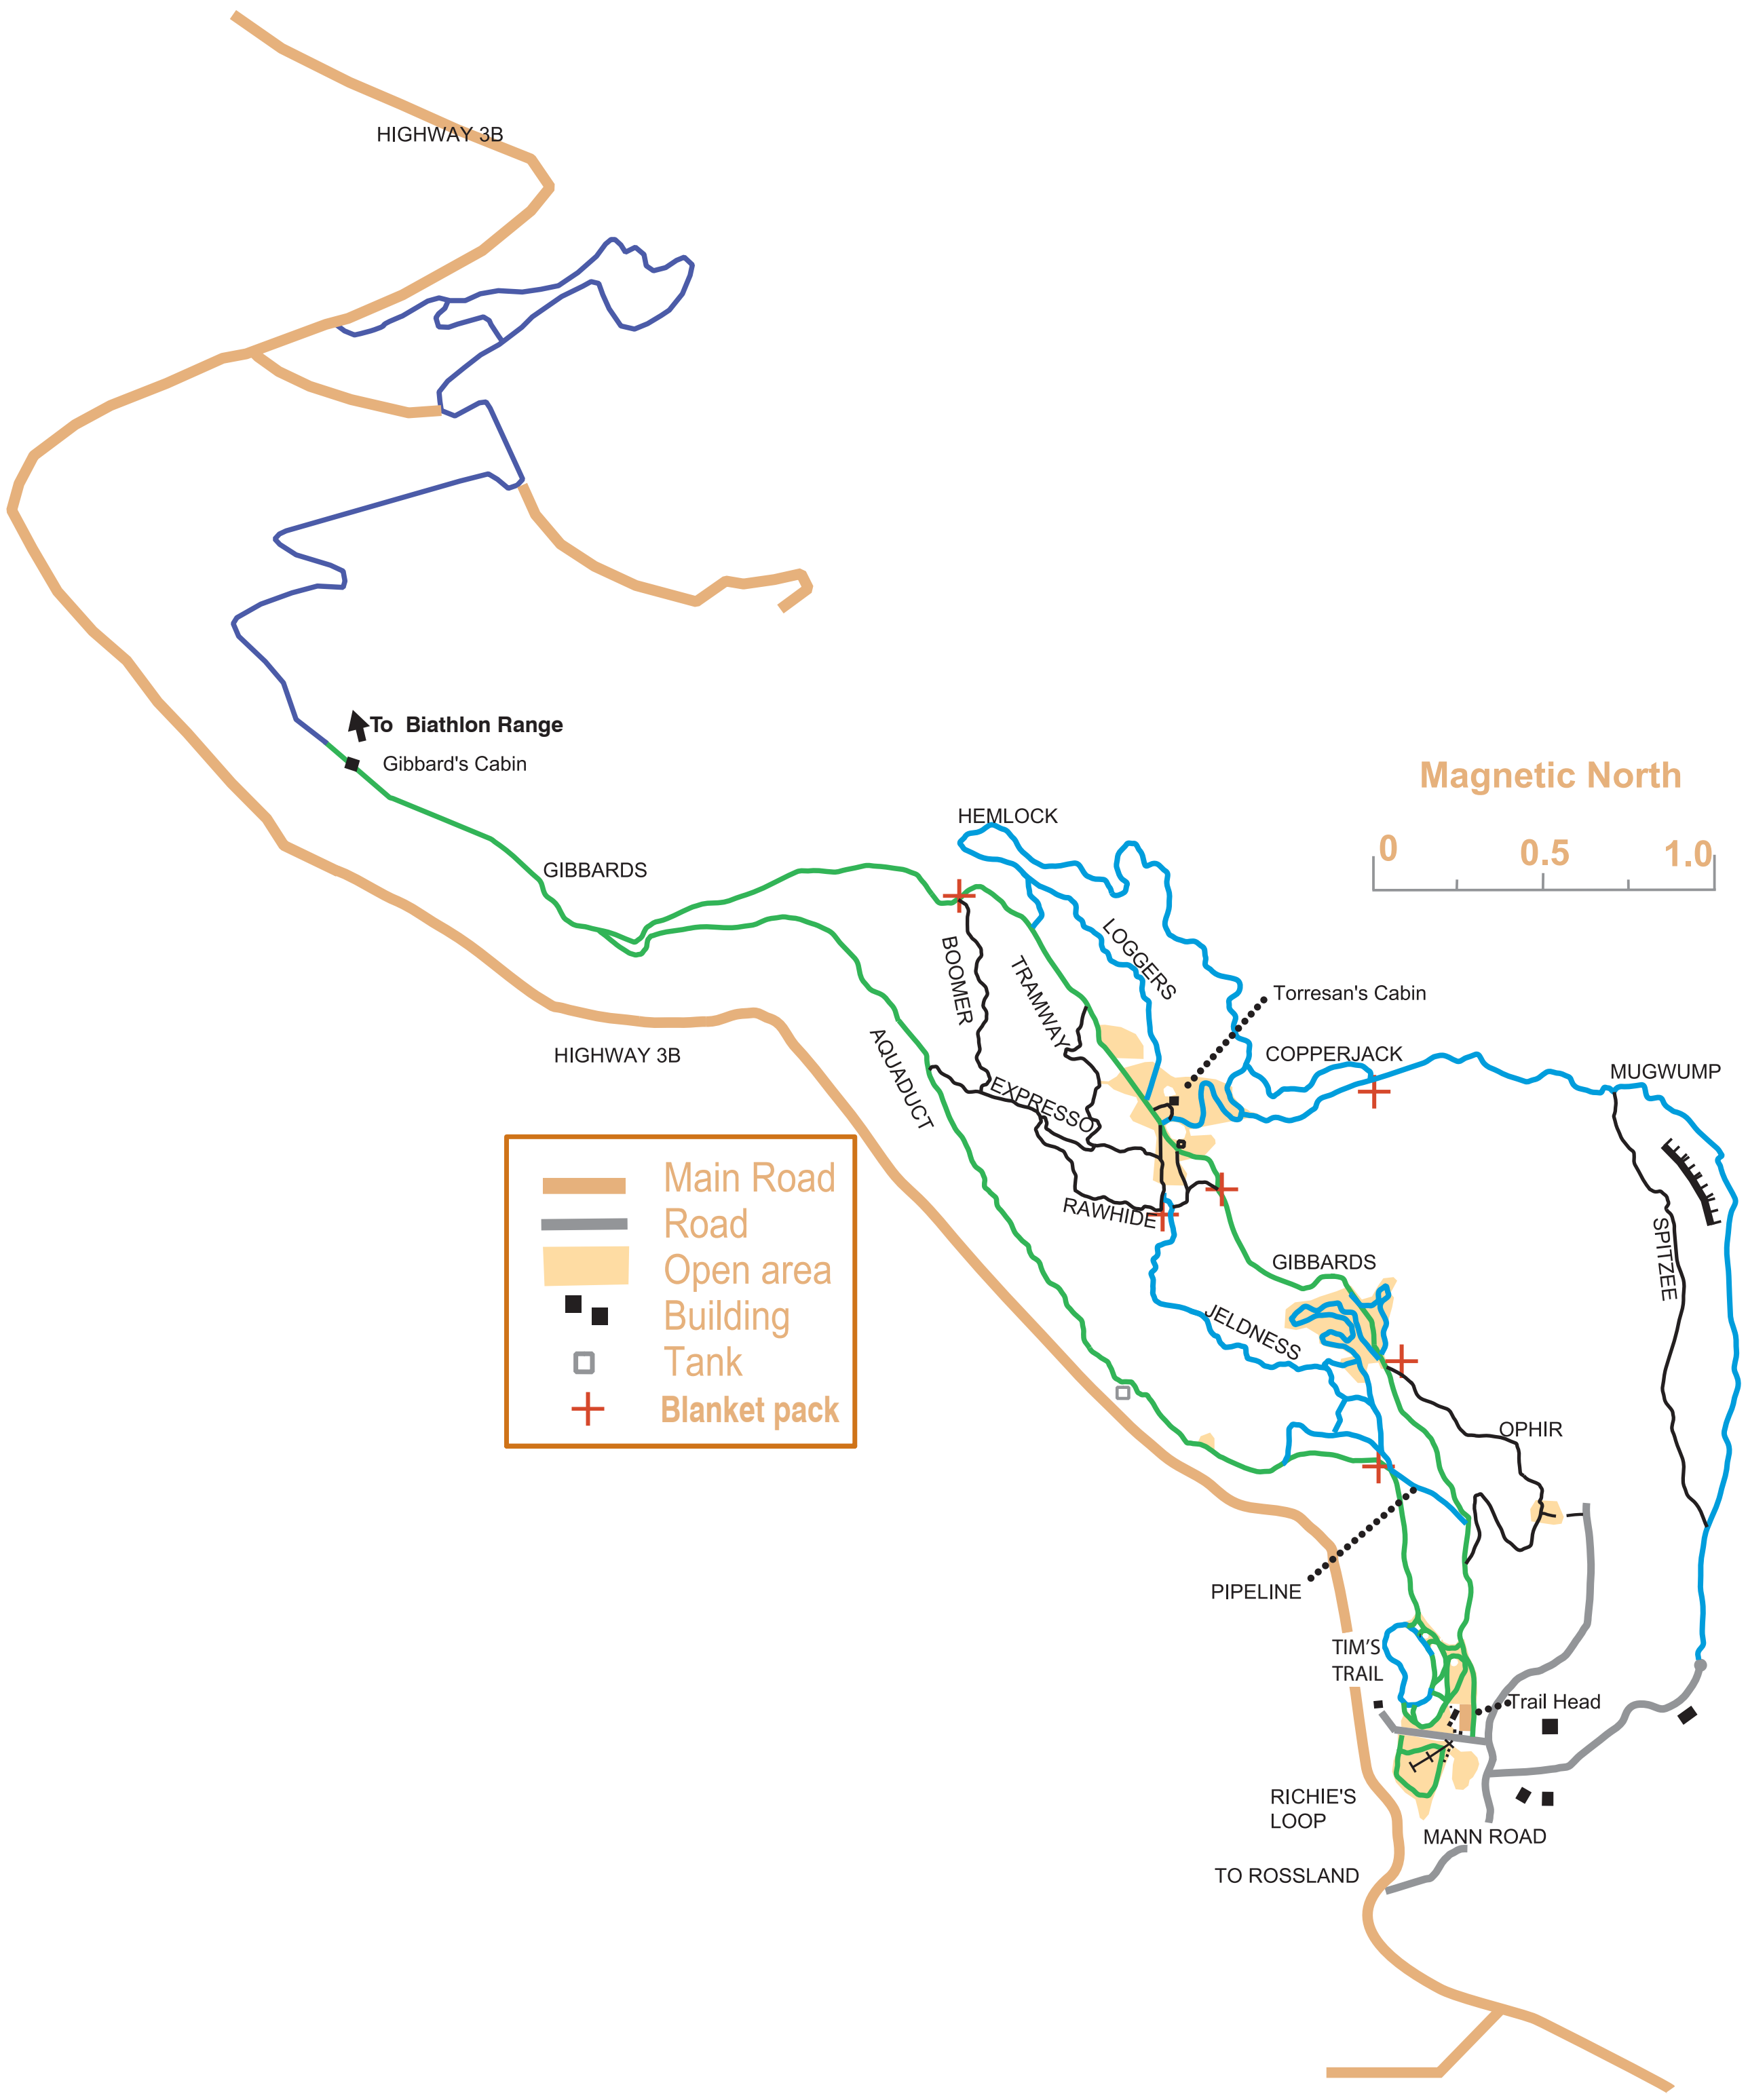 HIGHWAY 3B
To Biathlon Range
Gibbard's Cabin
Magnetic North
0 0.5 1.0
HEMLOCK
GIBBARDS
LOGGERS
BOOMER
TRAMWAY
Torresan's Cabin
HIGHWAY 3B
AQUADUCT
COPPERJACK
MUGWUMP
EXPRESSO
RAWHIDE
SPITZEE
GIBBARDS
JELDNESS
Main Road
Road
Open area
Building
Tank
Blanket pack
OPHIR
PIPELINE
TIM'S
TRAIL
Trail Head
RICHIE'S
LOOP
MANN ROAD
TO ROSSLAND